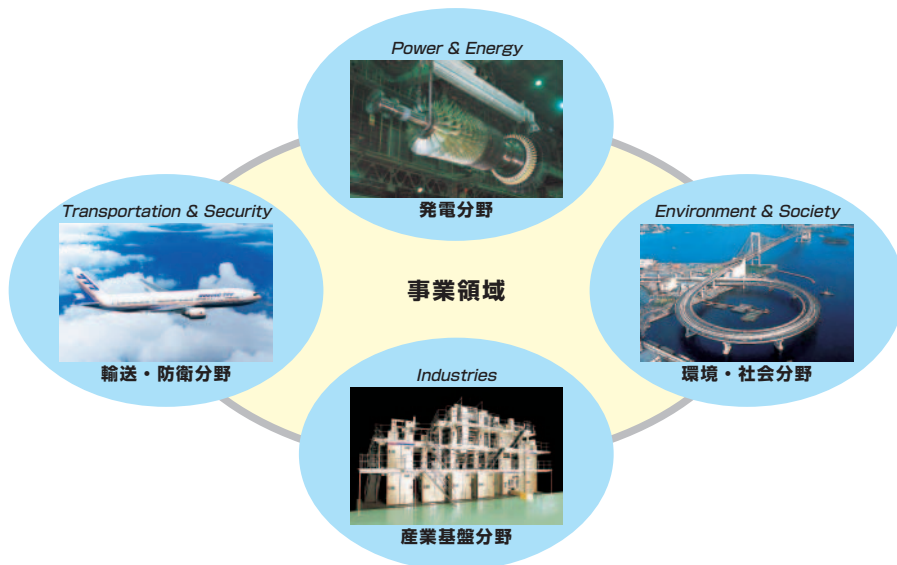 Power & Energy
発電分野
Transportation & Security
輸送・防衛分野
事業領域
Environment & Society
環境・社会分野
Industries
産業基盤分野